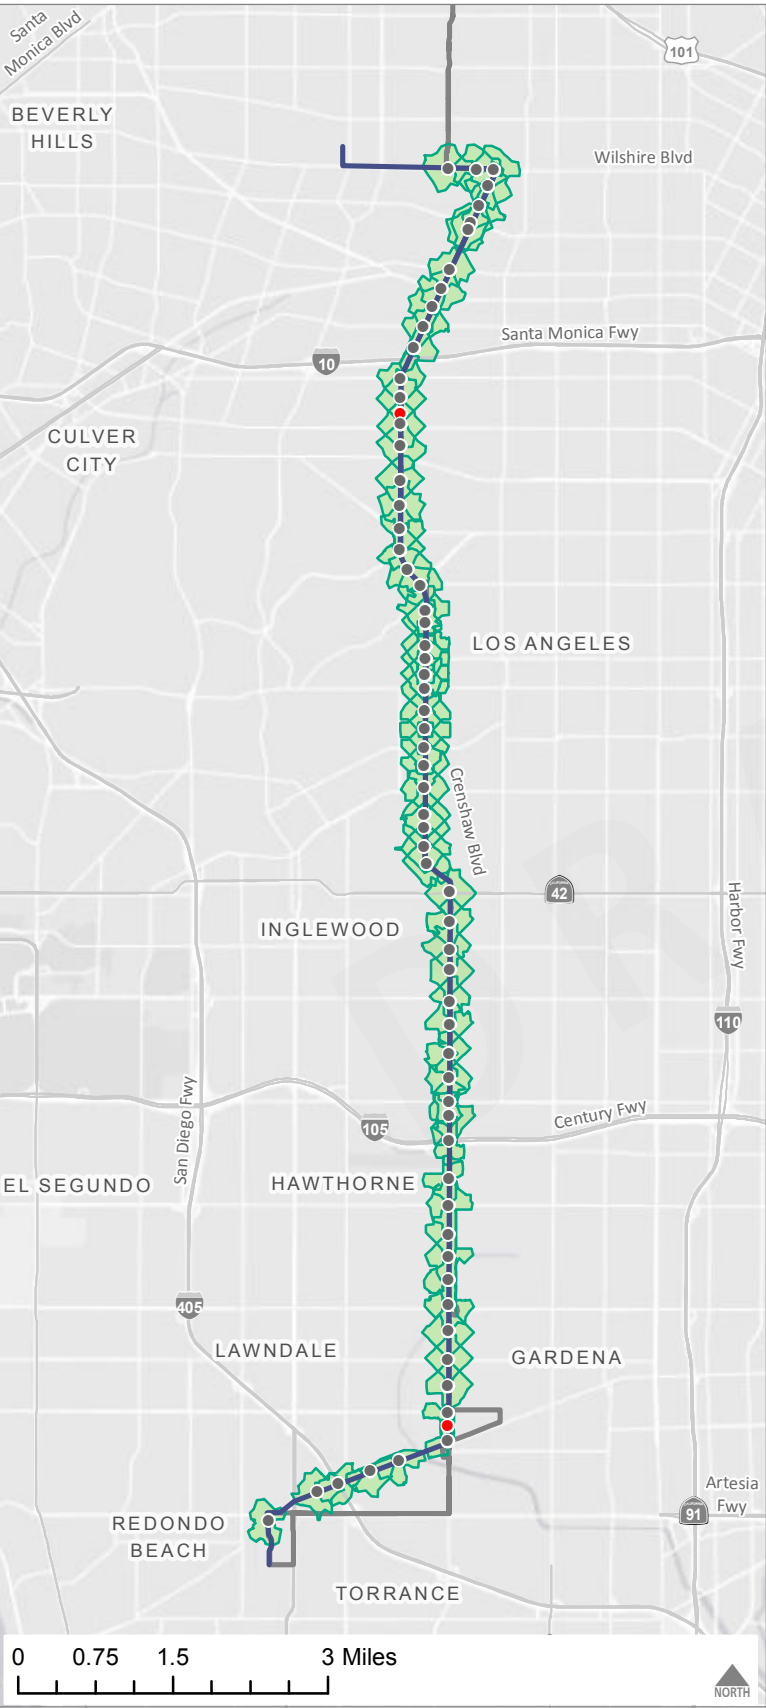 Santa
Monica Blvd
101
BEVERLY
HILLS
Wilshire Blvd
Santa Monica Fwy
10
CULVER
CITY
LOS ANGELES
Crenshaw Blvd
42
INGLEWOOD
Harbor Fwy
110
San Diego Fwy
105
Century Fwy
EL SEGUNDO
HAWTHORNE
405
LAWNDALE
GARDENA
Artesia
Fwy
91
REDONDO
BEACH
TORRANCE
0 0.75 1.5 3 Miles
NORTH